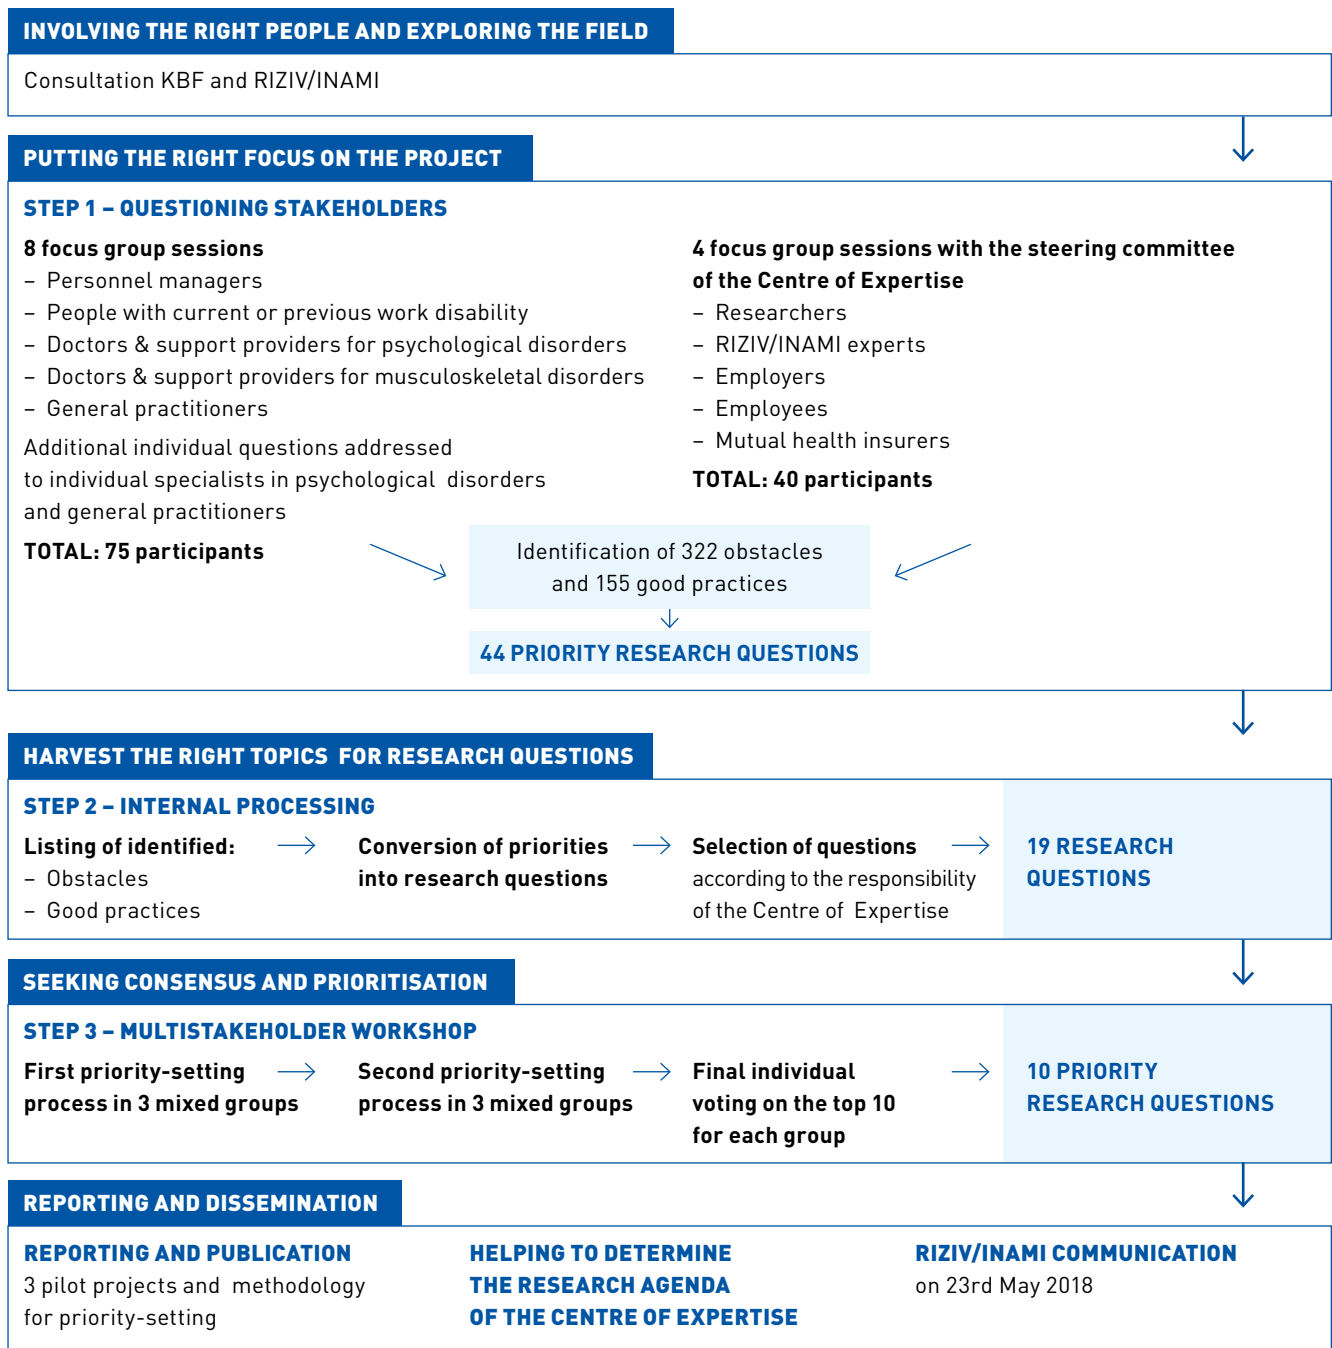 INVOLVING THE RIGHT PEOPLE AND EXPLORING THE FIELD
Consultation KBF and RIZIV/INAMI
PUTTING THE RIGHT FOCUS ON THE PROJECT
STEP 1 – QUESTIONING STAKEHOLDERS
8 focus group sessions
– Personnel managers
– People with current or previous work disability
– Doctors & support providers for psychological disorders
– Doctors & support providers for musculoskeletal disorders
– General practitioners
Additional individual questions addressed
to individual specialists in psychological disorders
and general practitioners
TOTAL: 75 participants
4 focus group sessions with the steering committee
of the Centre of Expertise
– Researchers
– RIZIV/INAMI experts
– Employers
– Employees
– Mutual health insurers
TOTAL: 40 participants
Identification of 322 obstacles
and 155 good practices
44 PRIORITY RESEARCH QUESTIONS
HARVEST THE RIGHT TOPICS FOR RESEARCH QUESTIONS
STEP 2 – INTERNAL PROCESSING
Listing of identified:
– Obstacles
– Good practices
Conversion of priorities
into research questions
Selection of questions
according to the responsibility
of the Centre of Expertise
19 RESEARCH
QUESTIONS
SEEKING CONSENSUS AND PRIORITISATION
STEP 3 – MULTISTAKEHOLDER WORKSHOP
First priority-setting
process in 3 mixed groups
Second priority-setting
process in 3 mixed groups
Final individual
voting on the top 10
for each group
10 PRIORITY
RESEARCH QUESTIONS
REPORTING AND DISSEMINATION
REPORTING AND PUBLICATION
3 pilot projects and methodology
for priority-setting
HELPING TO DETERMINE
THE RESEARCH AGENDA
OF THE CENTRE OF EXPERTISE
RIZIV/INAMI COMMUNICATION
on 23rd May 2018